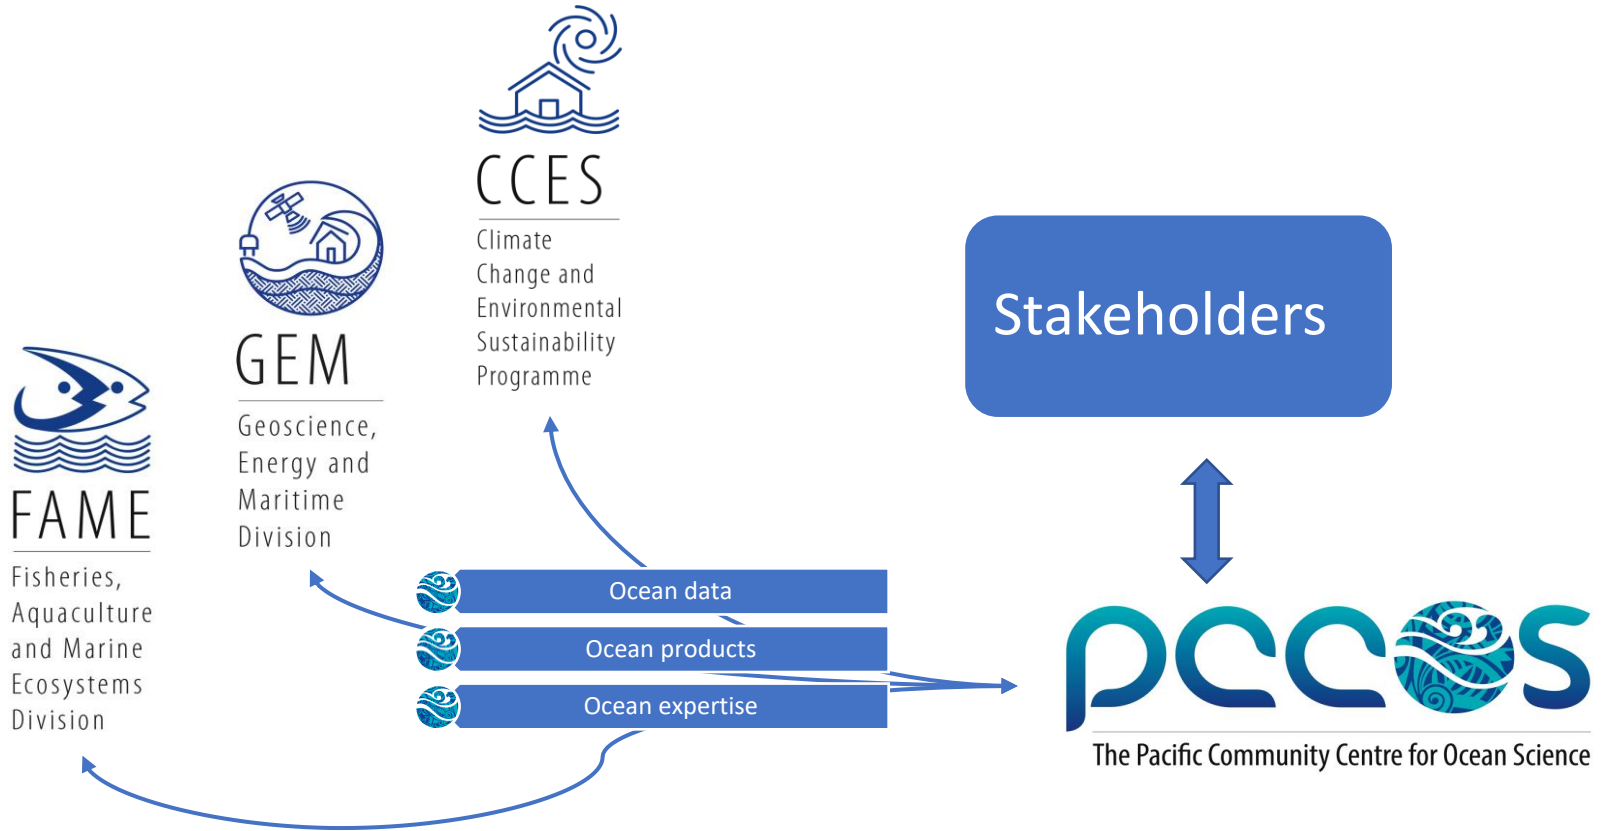 CCES
Climate
Change and
Environmental
Sustainability
Programme
GEM
Geoscience,
Energy and
Maritime
Division
FAME
Fisheries,
Aquaculture
and Marine
Ecosystems
Division
Ocean data
Ocean products
Ocean expertise
Stakeholders
pccos
The Pacific Community Centre for Ocean Science